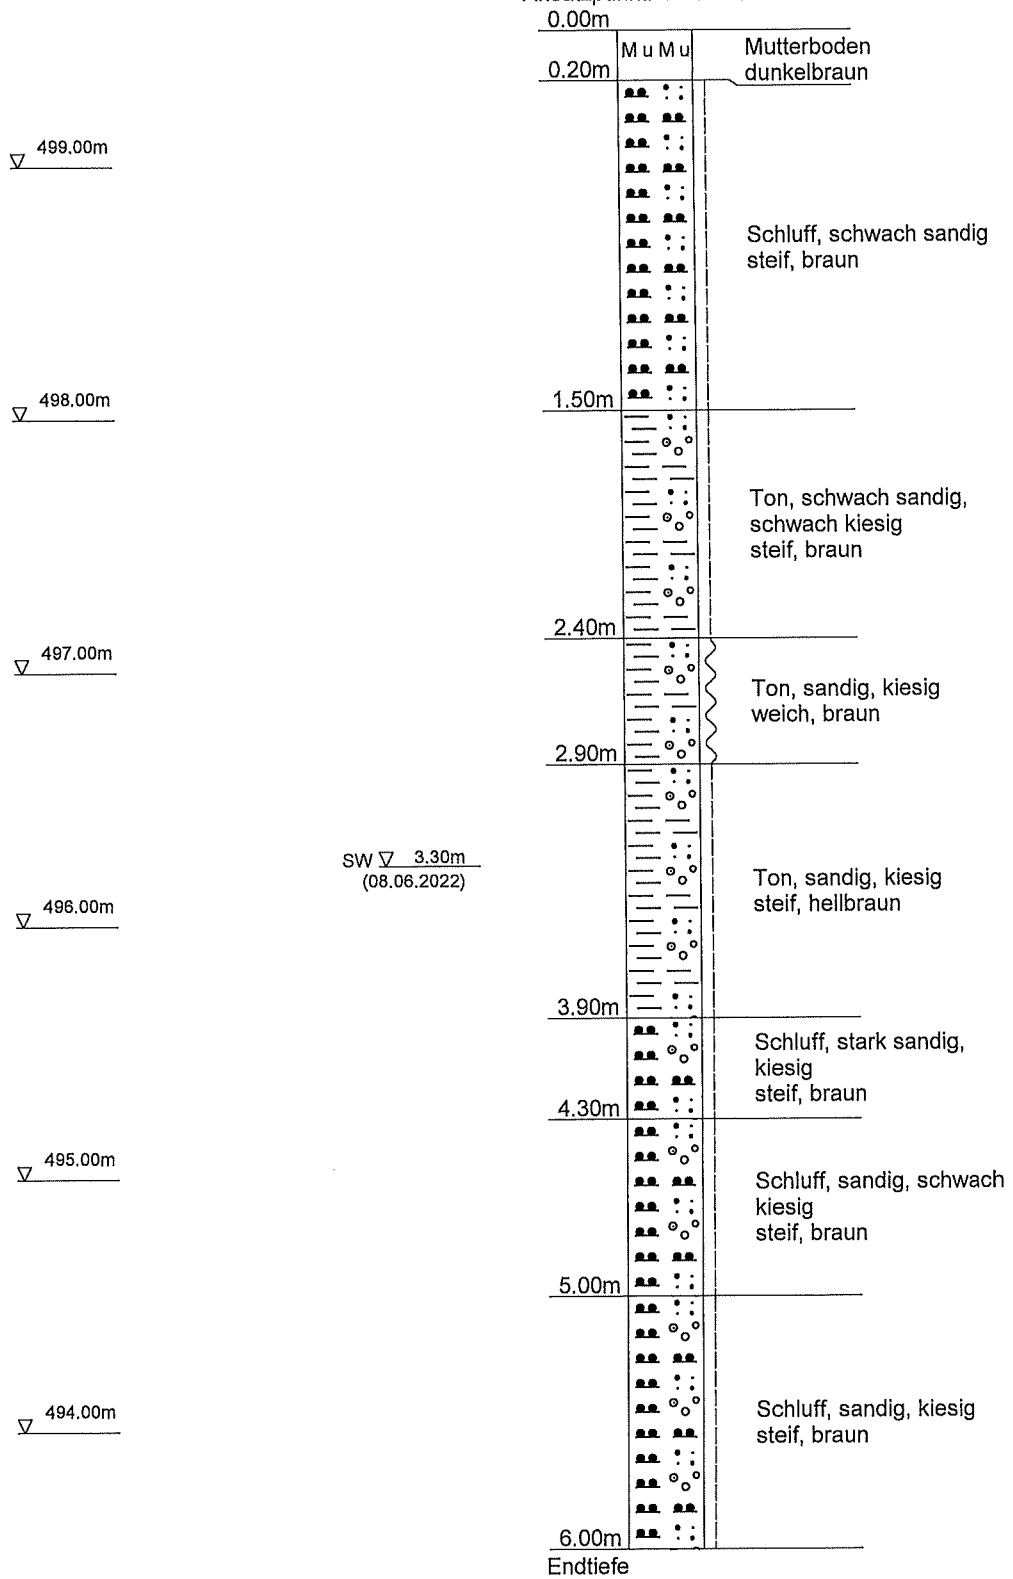 0.00m
M u M u
Mutterboden
dunkelbraun
0.20m
499.00m
Schluff, schwach sandig
steif, braun
498.00m
1.50m
Ton, schwach sandig,
schwach kiesig
steif, braun
2.40m
497.00m
Ton, sandig, kiesig
weich, braun
2.90m
SW 3.30m
(08.06.2022)
Ton, sandig, kiesig
steif, hellbraun
496.00m
3.90m
Schluff, stark sandig,
kiesig
steif, braun
4.30m
495.00m
Schluff, sandig, schwach
kiesig
steif, braun
5.00m
494.00m
Schluff, sandig, kiesig
steif, braun
6.00m
Endtiefe